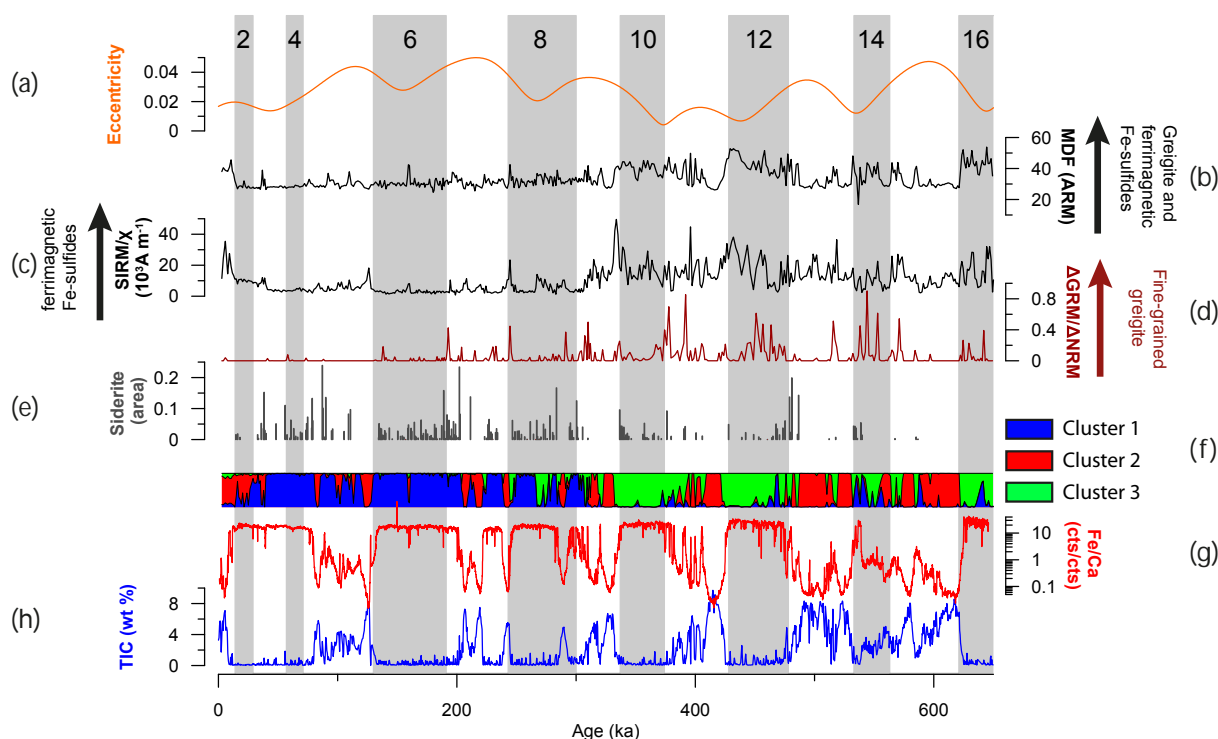 2 4 6 8 10 12 14 16
(a)
Eccentricity
0.04
0.02
0
MDF (ARM)
60
40
20
Greigite and
ferrimagnetic
Fe-sulfides
(b)
(c)
ferrimagnetic
Fe-sulfides
SIRM/χ
(10³A m⁻¹)
40
20
0
ΔGRM/ΔNRM
0.8
0.4
0
Fine-grained
greigite
(d)
(e)
Siderite
(area)
0.2
0.1
0
Cluster 1
Cluster 2
Cluster 3
(f)
Fe/Ca
(cts/cts)
10
1
0.1
(g)
(h)
TIC (wt %)
8
4
0
0 200 400 600
Age (ka)